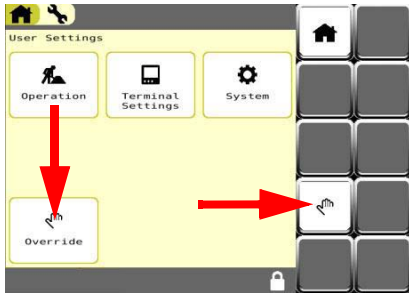 User Settings
Operation
Terminal
Settings
System
Override